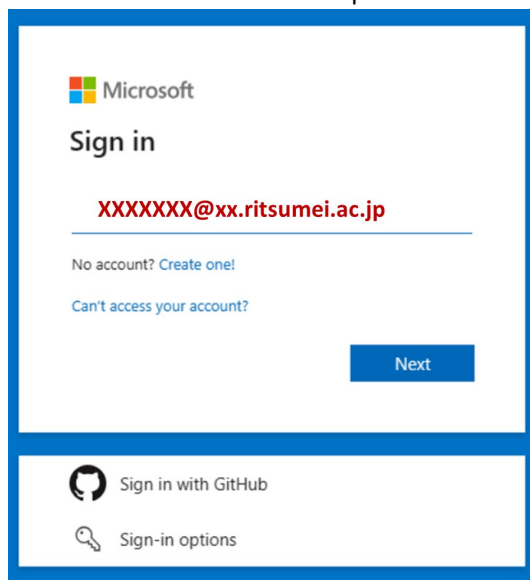 Microsoft
Sign in
XXXXXXX@xx.ritsumei.ac.jp
No account? Create one!
Can't access your account?
Next
Sign in with GitHub
Sign-in options